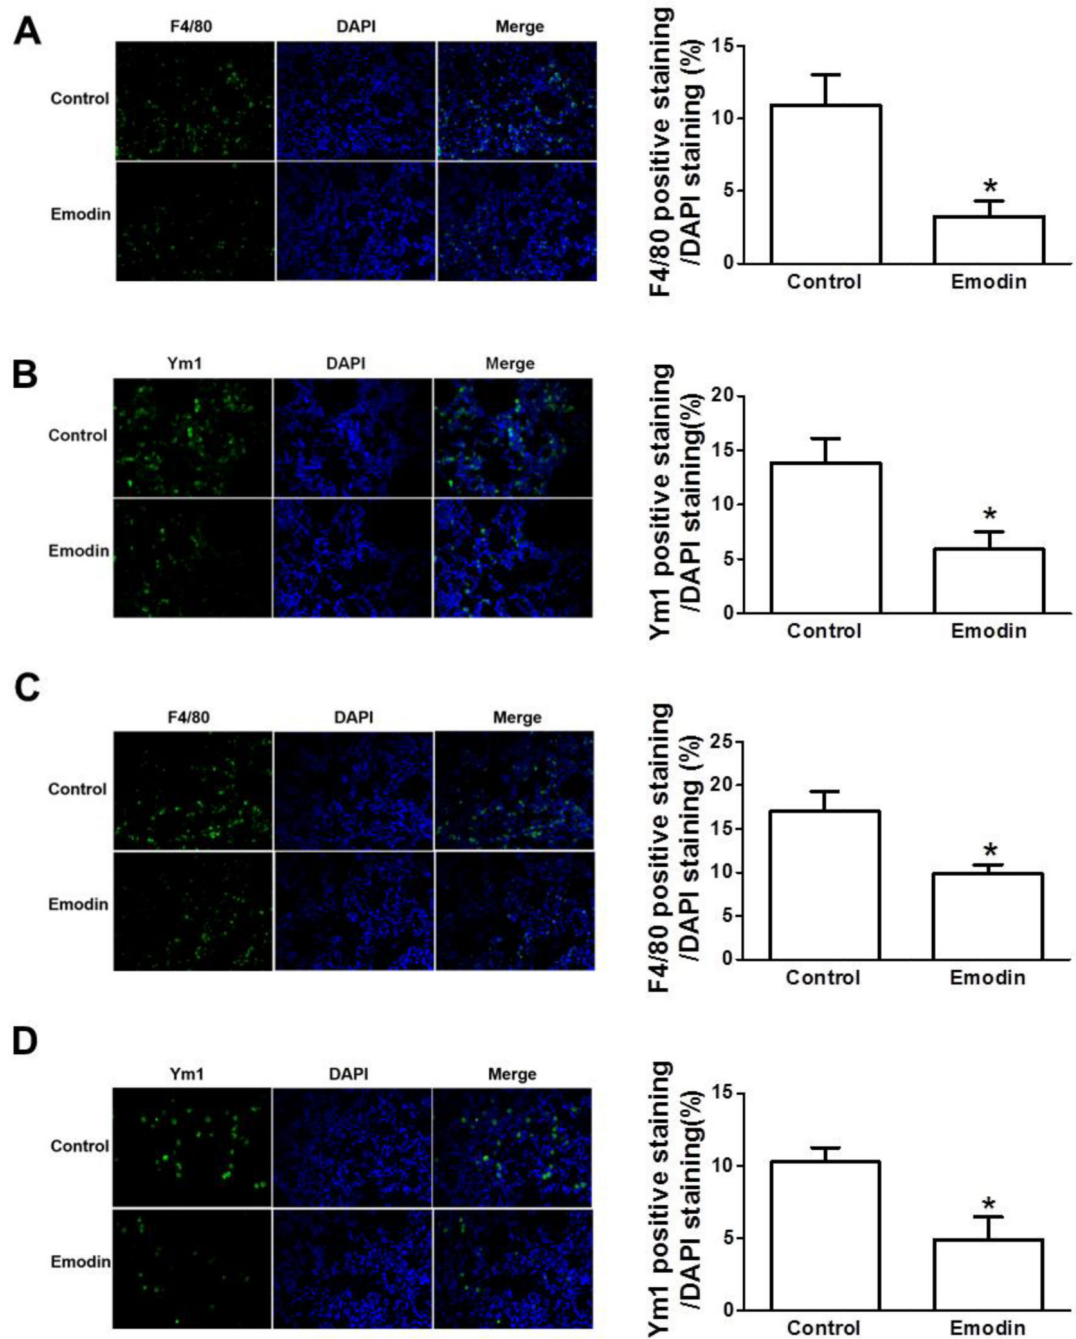 A
F4/80 DAPI Merge
Control
Emodin
F4/80 positive staining
/DAPI staining (%)
15
10
5
0
*
Control Emodin
B
Ym1 DAPI Merge
Control
Emodin
Ym1 positive staining
/DAPI staining(%)
20
15
10
5
0
*
Control Emodin
C
F4/80 DAPI Merge
Control
Emodin
F4/80 positive staining
/DAPI staining (%)
25
20
15
10
5
0
*
Control Emodin
D
Ym1 DAPI Merge
Control
Emodin
Ym1 positive staining
/DAPI staining(%)
15
10
5
0
*
Control Emodin